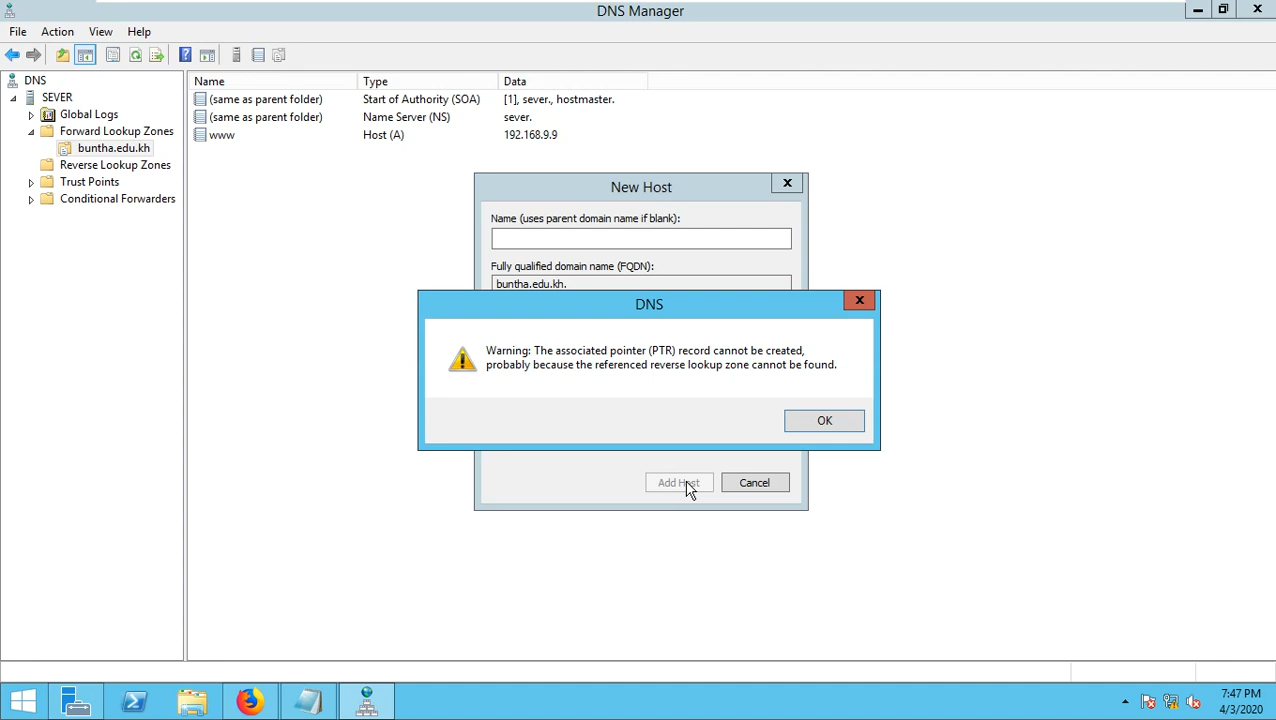 DNS Manager
File Action View Help
DNS
SEVER
Global Logs
Forward Lookup Zones
buntha.edu.kh
Reverse Lookup Zones
Trust Points
Conditional Forwarders
Name Type Data
(same as parent folder) Start of Authority (SOA) [1], sever., hostmaster.
(same as parent folder) Name Server (NS) sever.
www Host (A) 192.168.9.9
New Host
Name (uses parent domain name if blank):
Fully qualified domain name (FQDN):
buntha.edu.kh.
DNS
Warning: The associated pointer (PTR) record cannot be created,
probably because the referenced reverse lookup zone cannot be found.
OK
Add Host Cancel
7:47 PM
4/3/2020